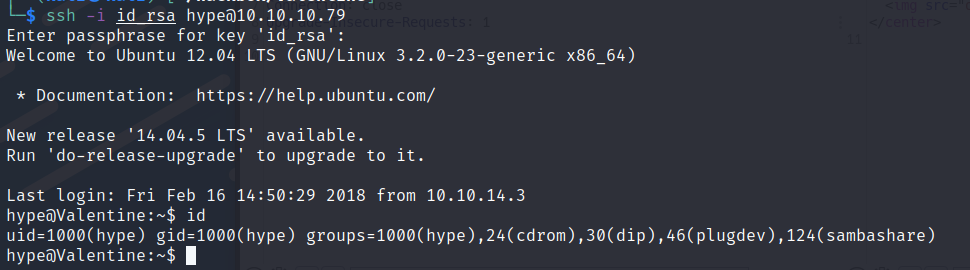 $ ssh -i id_rsa hype@10.10.10.79
Enter passphrase for key 'id_rsa':
Welcome to Ubuntu 12.04 LTS (GNU/Linux 3.2.0-23-generic x86_64)
* Documentation:  https://help.ubuntu.com/
New release '14.04.5 LTS' available.
Run 'do-release-upgrade' to upgrade to it.
Last login: Fri Feb 16 14:50:29 2018 from 10.10.14.3
hype@Valentine:~$ id
uid=1000(hype) gid=1000(hype) groups=1000(hype),24(cdrom),30(dip),46(plugdev),124(sambashare)
hype@Valentine:~$